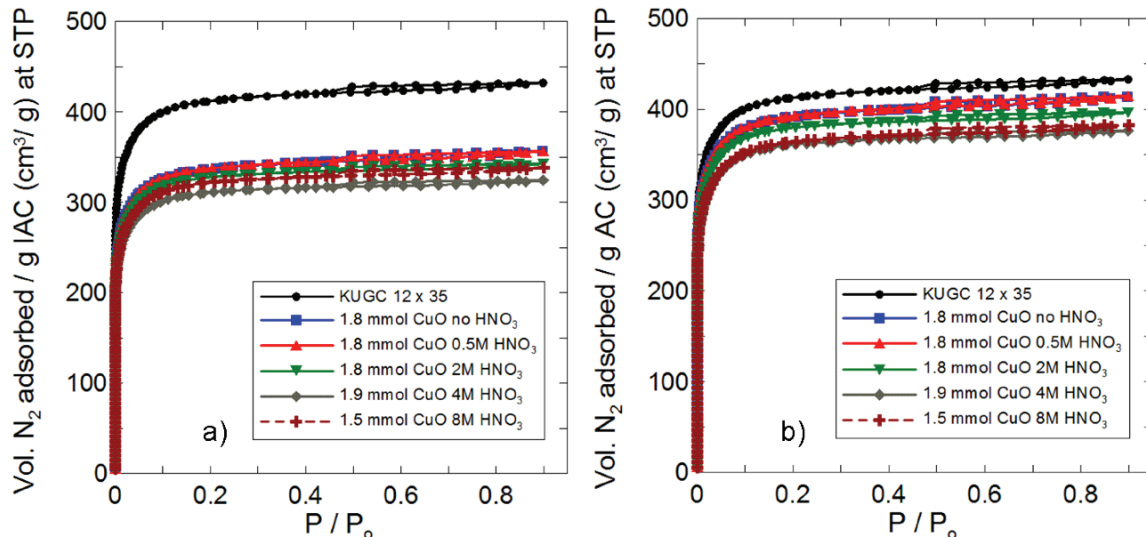 Vol. N₂ adsorbed / g IAC (cm³/ g) at STP
500
400
300
200
100
0
0
0.2
0.4
0.6
0.8
P / Pₒ
KUGC 12 x 35
1.8 mmol CuO no HNO₃
1.8 mmol CuO 0.5M HNO₃
1.8 mmol CuO 2M HNO₃
1.9 mmol CuO 4M HNO₃
1.5 mmol CuO 8M HNO₃
a)
Vol. N₂ adsorbed / g AC (cm³/ g) at STP
500
400
300
200
100
0
0
0.2
0.4
0.6
0.8
P / Pₒ
KUGC 12 x 35
1.8 mmol CuO no HNO₃
1.8 mmol CuO 0.5M HNO₃
1.8 mmol CuO 2M HNO₃
1.9 mmol CuO 4M HNO₃
1.5 mmol CuO 8M HNO₃
b)